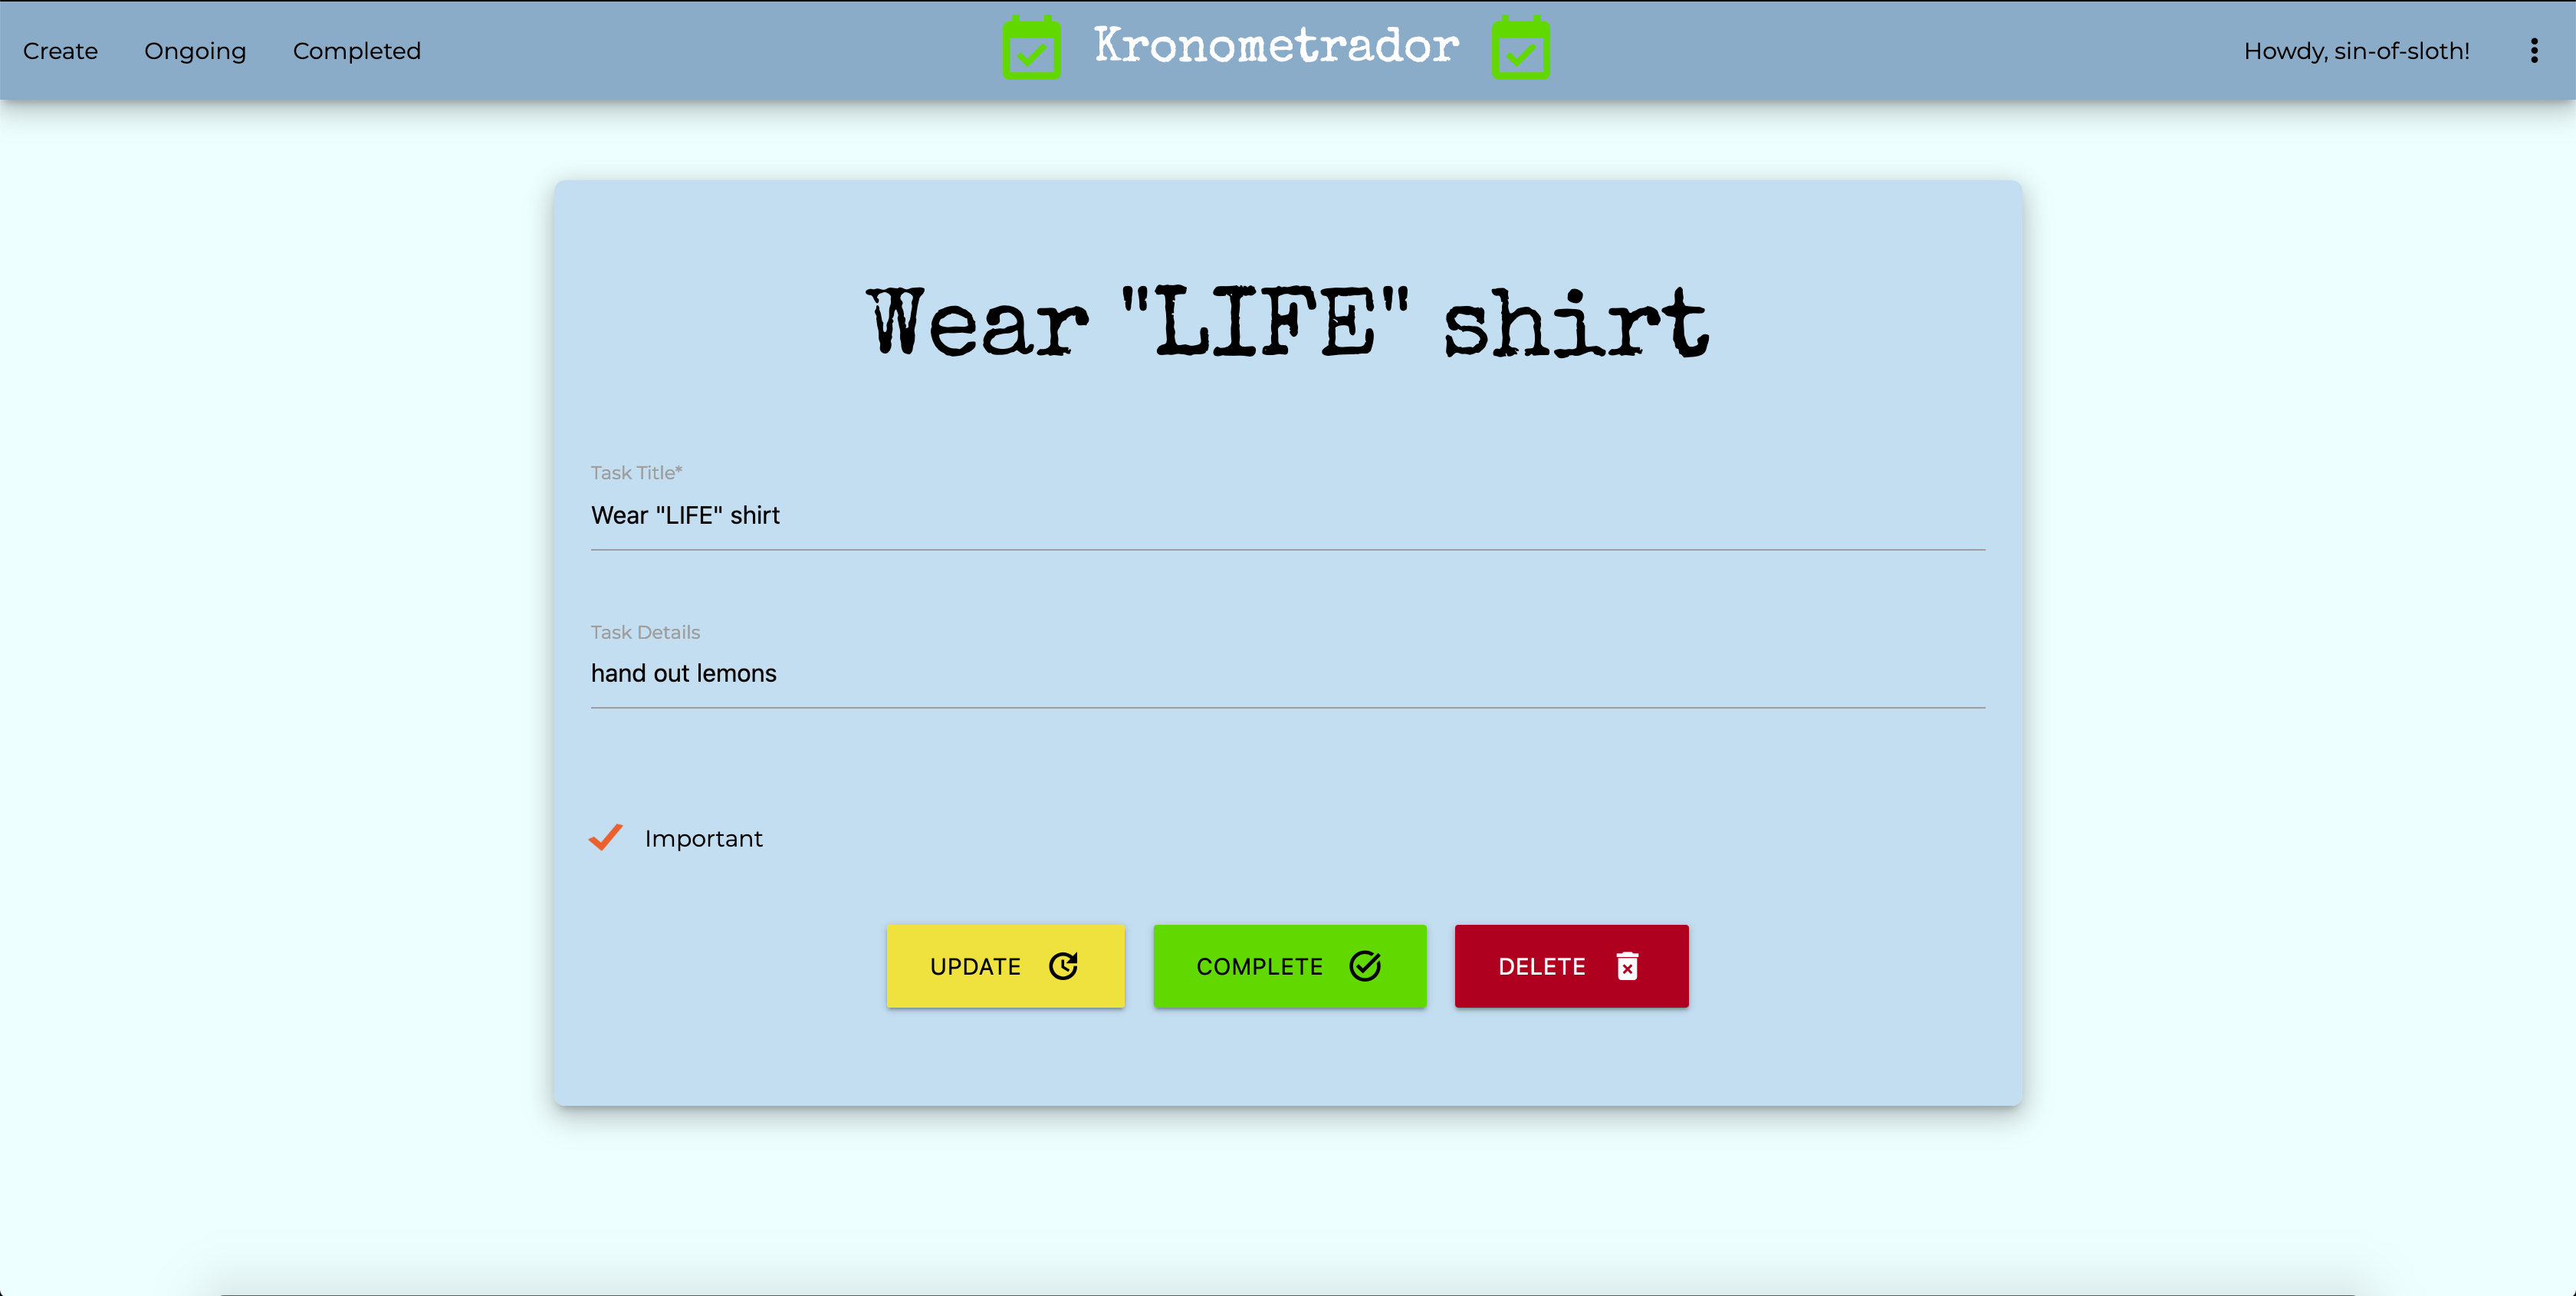 Create Ongoing Completed Kronometrador Howdy, sin-of-sloth!
Wear "LIFE" shirt
Task Title*
Wear "LIFE" shirt
Task Details
hand out lemons
Important
UPDATE COMPLETE DELETE